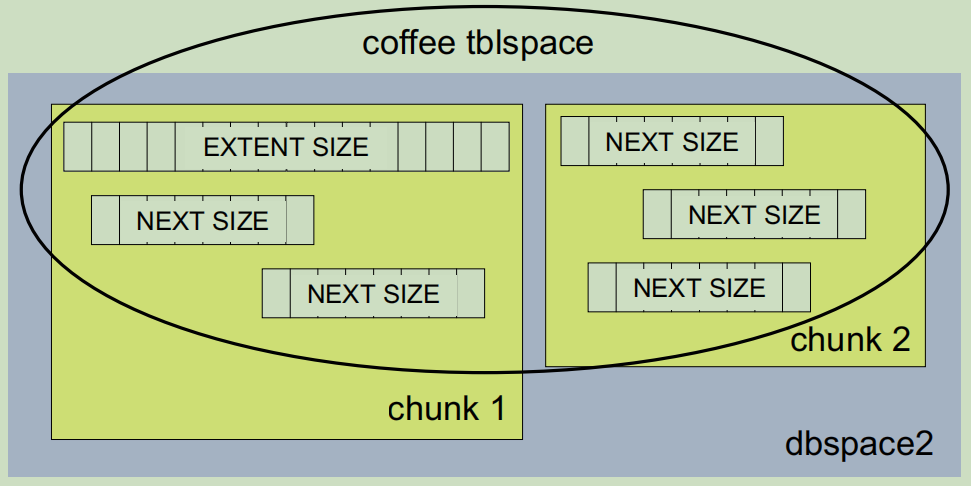 coffee tblspace
EXTENT SIZE
NEXT SIZE
NEXT SIZE
chunk 1
NEXT SIZE
NEXT SIZE
NEXT SIZE
chunk 2
dbspace2